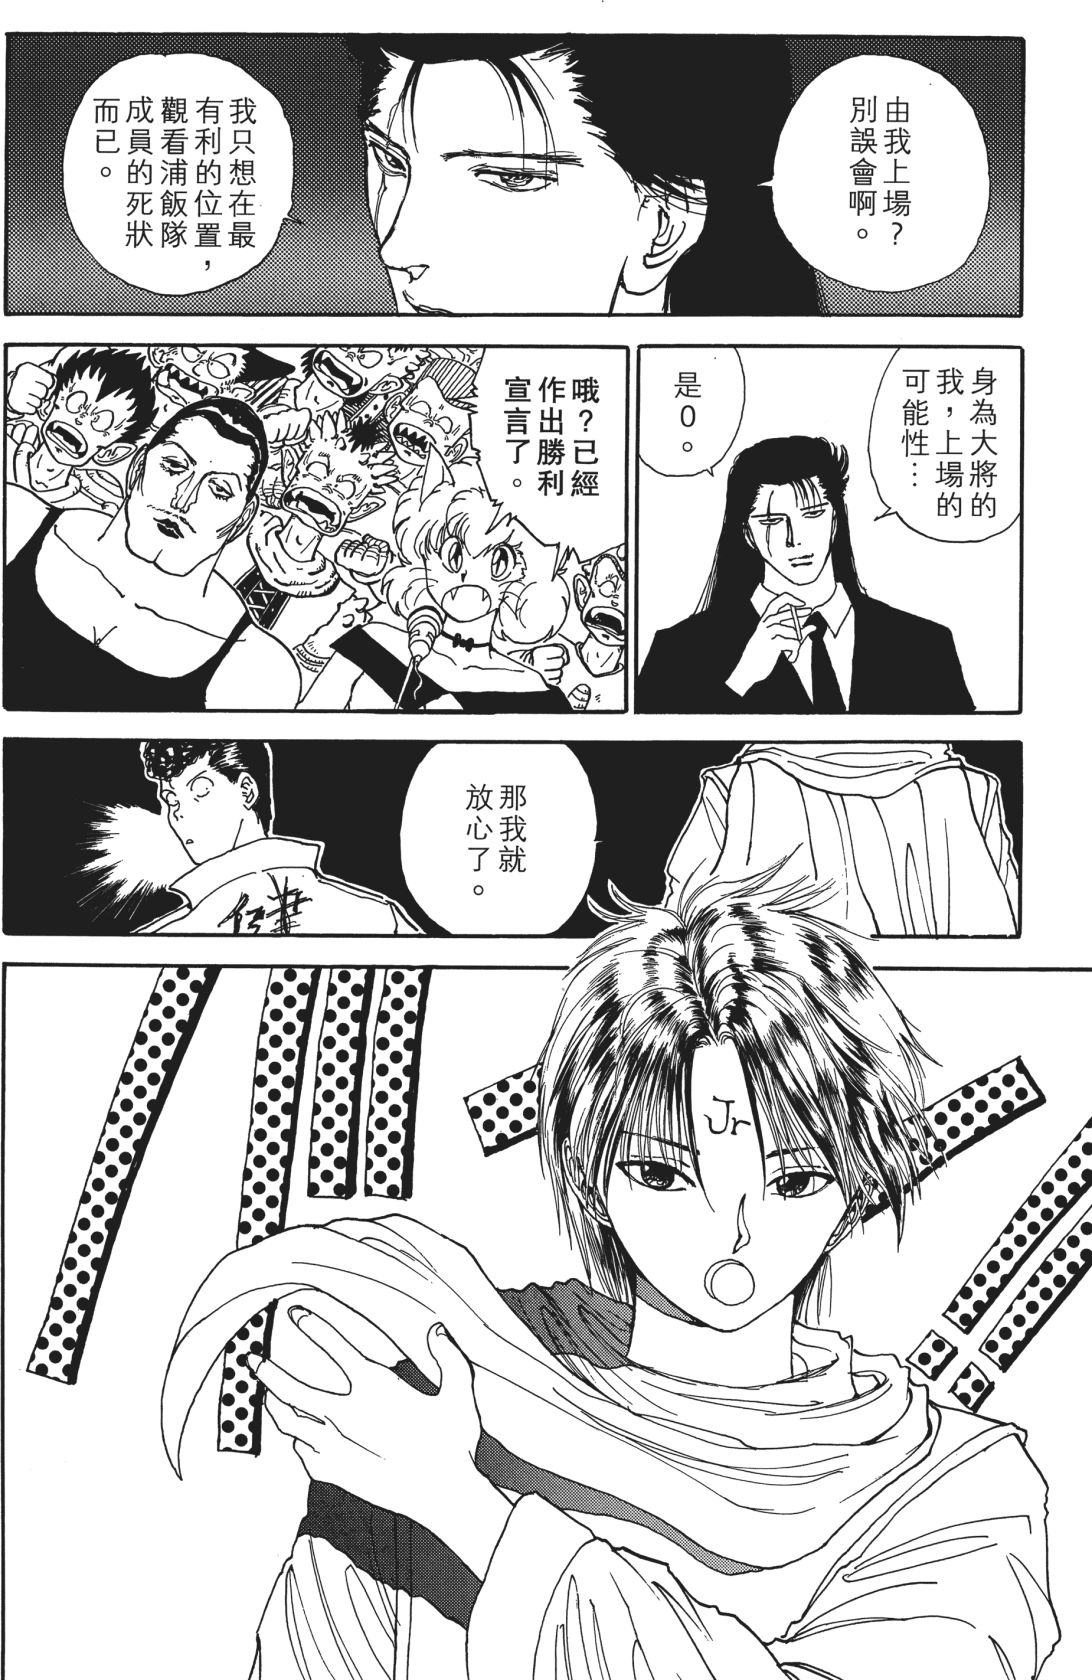 由我上場？
別誤會啊。
我只想在最
有利的位置，
觀看浦飯隊
成員的死狀
而已。
身為大將的
我，上場的
可能性…
是０。
哦？已經
作出勝利
宣言了。
那我就
放心了。
Jr